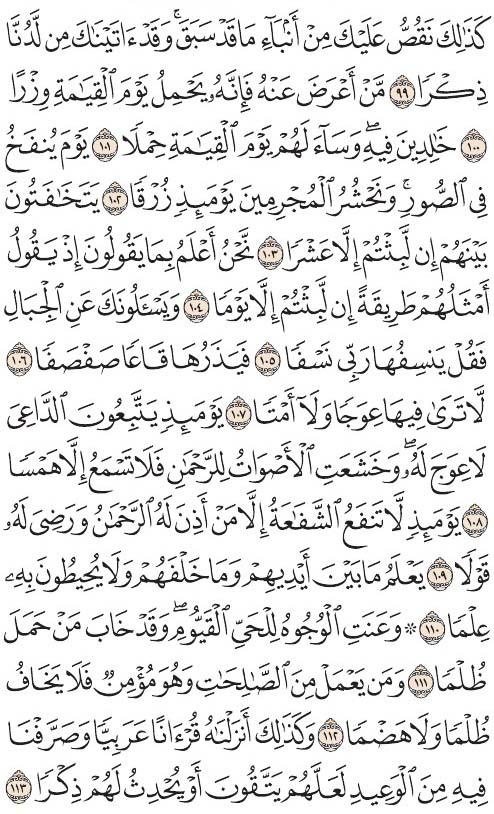 كَذَٰلِكَ نَقُصُّ عَلَيْكَ مِنْ أَنۢبَآءِ مَا قَدْ سَبَقَ ۚ وَقَدْ ءَاتَيْنَٰكَ مِن لَّدُنَّا
ذِكْرًا ٩٩ مَّنْ أَعْرَضَ عَنْهُ فَإِنَّهُۥ يَحْمِلُ يَوْمَ ٱلْقِيَٰمَةِ وِزْرًا
١٠٠ خَٰلِدِينَ فِيهِ ۖ وَسَآءَ لَهُمْ يَوْمَ ٱلْقِيَٰمَةِ حِمْلًا ١٠١ يَوْمَ يُنفَخُ
فِى ٱلصُّورِ ۚ وَنَحْشُرُ ٱلْمُجْرِمِينَ يَوْمَئِذٍ زُرْقًا ١٠٢ يَتَخَٰفَتُونَ
بَيْنَهُمْ إِن لَّبِثْتُمْ إِلَّا عَشْرًا ١٠٣ نَّحْنُ أَعْلَمُ بِمَا يَقُولُونَ إِذْ يَقُولُ
أَمْثَلُهُمْ طَرِيقَةً إِن لَّبِثْتُمْ إِلَّا يَوْمًا ١٠٤ وَيَسْـَٔلُونَكَ عَنِ ٱلْجِبَالِ
فَقُلْ يَنسِفُهَا رَبِّى نَسْفًا ١٠٥ فَيَذَرُهَا قَاعًا صَفْصَفًا ١٠٦
لَّا تَرَىٰ فِيهَا عِوَجًا وَلَآ أَمْتًا ١٠٧ يَوْمَئِذٍ يَتَّبِعُونَ ٱلدَّاعِىَ
لَا عِوَجَ لَهُۥ ۖ وَخَشَعَتِ ٱلْأَصْوَاتُ لِلرَّحْمَٰنِ فَلَا تَسْمَعُ إِلَّا هَمْسًا
١٠٨ يَوْمَئِذٍ لَّا تَنفَعُ ٱلشَّفَٰعَةُ إِلَّا مَنْ أَذِنَ لَهُ ٱلرَّحْمَٰنُ وَرَضِىَ لَهُۥ
قَوْلًا ١٠٩ يَعْلَمُ مَا بَيْنَ أَيْدِيهِمْ وَمَا خَلْفَهُمْ وَلَا يُحِيطُونَ بِهِۦ
عِلْمًا ١١٠ ۞ وَعَنَتِ ٱلْوُجُوهُ لِلْحَىِّ ٱلْقَيُّومِ ۖ وَقَدْ خَابَ مَنْ حَمَلَ
ظُلْمًا ١١١ وَمَن يَعْمَلْ مِنَ ٱلصَّٰلِحَٰتِ وَهُوَ مُؤْمِنٌ فَلَا يَخَافُ
ظُلْمًا وَلَا هَضْمًا ١١٢ وَكَذَٰلِكَ أَنزَلْنَٰهُ قُرْءَانًا عَرَبِيًّا وَصَرَّفْنَا
فِيهِ مِنَ ٱلْوَعِيدِ لَعَلَّهُمْ يَتَّقُونَ أَوْ يُحْدِثُ لَهُمْ ذِكْرًا ١١٣